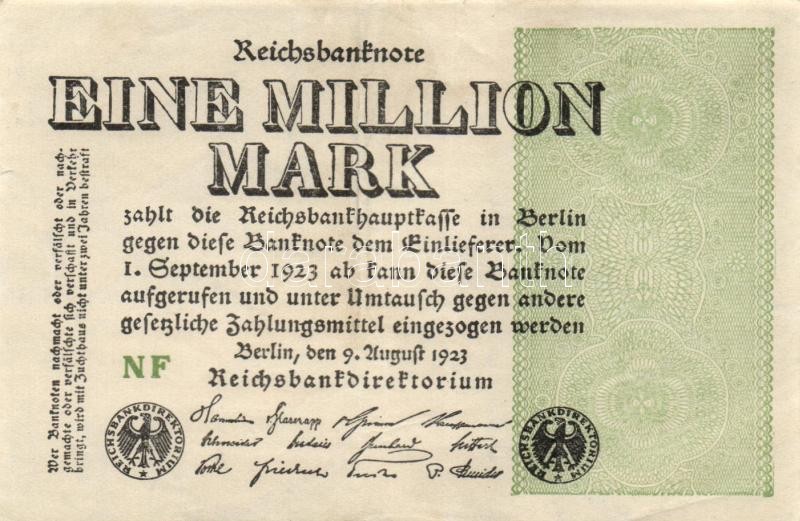 Reichsbanknote
EINE MILLION
MARK
zahlt die Reichsbankhauptkasse in Berlin
gegen diese Banknote dem Einlieferer. Vom
1. September 1923 ab kann diese Banknote
aufgerufen und unter Umtausch gegen andere
gesetzliche Zahlungsmittel eingezogen werden
Berlin, den 9. August 1923
Reichsbankdirektorium
NF
Wer Banknoten nachmacht oder verfälscht oder nach-
gemachte oder verfälschte sich verschafft und in Verkehr
bringt, wird mit Zuchthaus nicht unter zwei Jahren bestraft
REICHSBANKDIREKTORIUM
REICHSBANKDIREKTORIUM
darabanth